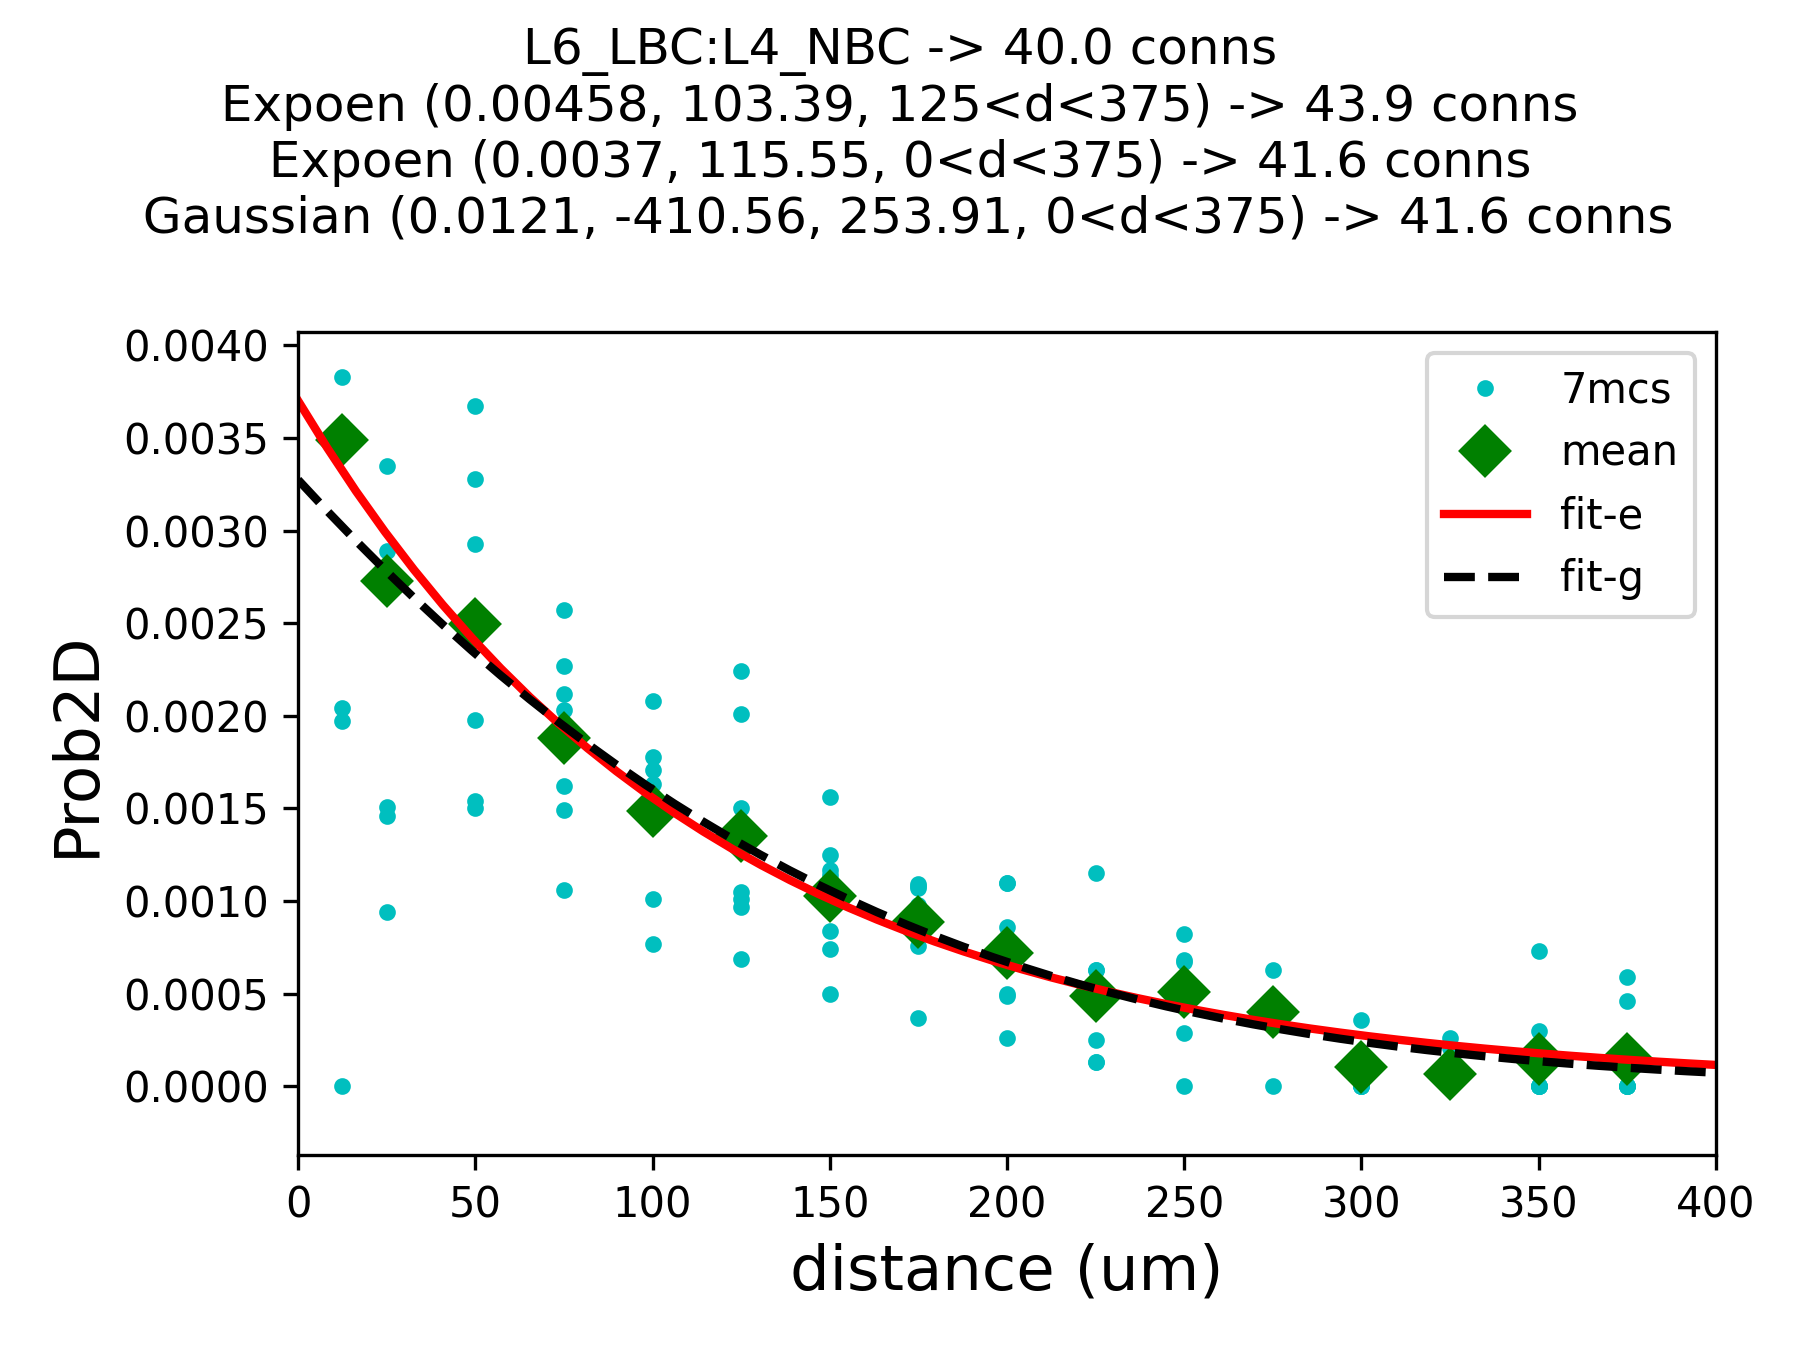 L6_LBC:L4_NBC -> 40.0 conns
Expoen (0.00458, 103.39, 125<d<375) -> 43.9 conns
Expoen (0.0037, 115.55, 0<d<375) -> 41.6 conns
Gaussian (0.0121, -410.56, 253.91, 0<d<375) -> 41.6 conns
0.0040
0.0035
0.0030
0.0025
0.0020
0.0015
0.0010
0.0005
0.0000
Prob2D
7mcs
mean
fit-e
fit-g
0 50 100 150 200 250 300 350 400
distance (um)